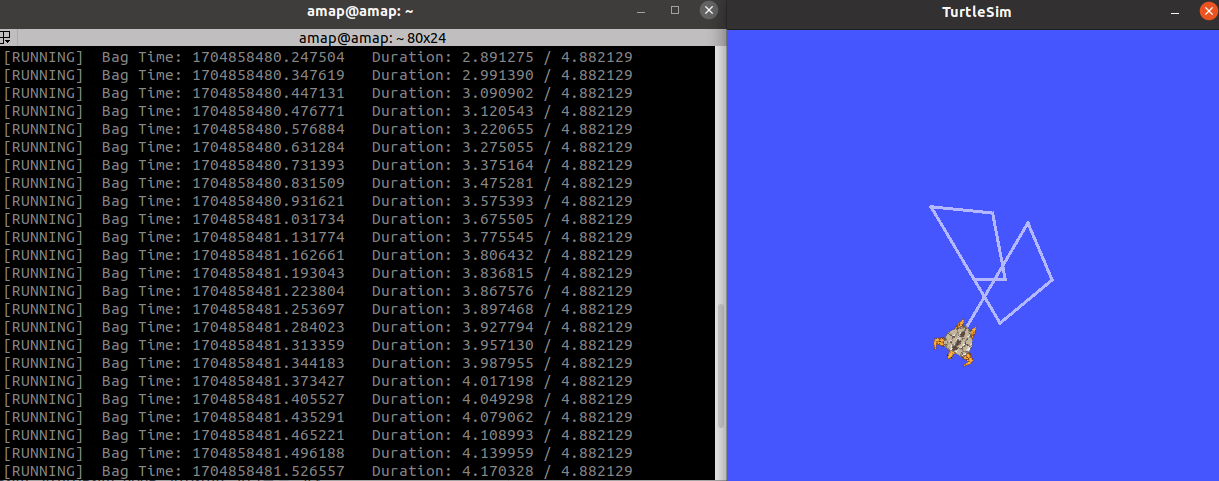 amap@amap: ~
TurtleSim
amap@amap: ~ 80x24
[RUNNING]  Bag Time: 1704858480.247504   Duration: 2.891275 / 4.882129
[RUNNING]  Bag Time: 1704858480.347619   Duration: 2.991390 / 4.882129
[RUNNING]  Bag Time: 1704858480.447131   Duration: 3.090902 / 4.882129
[RUNNING]  Bag Time: 1704858480.476771   Duration: 3.120543 / 4.882129
[RUNNING]  Bag Time: 1704858480.576884   Duration: 3.220655 / 4.882129
[RUNNING]  Bag Time: 1704858480.631284   Duration: 3.275055 / 4.882129
[RUNNING]  Bag Time: 1704858480.731393   Duration: 3.375164 / 4.882129
[RUNNING]  Bag Time: 1704858480.831509   Duration: 3.475281 / 4.882129
[RUNNING]  Bag Time: 1704858480.931621   Duration: 3.575393 / 4.882129
[RUNNING]  Bag Time: 1704858481.031734   Duration: 3.675505 / 4.882129
[RUNNING]  Bag Time: 1704858481.131774   Duration: 3.775545 / 4.882129
[RUNNING]  Bag Time: 1704858481.162661   Duration: 3.806432 / 4.882129
[RUNNING]  Bag Time: 1704858481.193043   Duration: 3.836815 / 4.882129
[RUNNING]  Bag Time: 1704858481.223804   Duration: 3.867576 / 4.882129
[RUNNING]  Bag Time: 1704858481.253697   Duration: 3.897468 / 4.882129
[RUNNING]  Bag Time: 1704858481.284023   Duration: 3.927794 / 4.882129
[RUNNING]  Bag Time: 1704858481.313359   Duration: 3.957130 / 4.882129
[RUNNING]  Bag Time: 1704858481.344183   Duration: 3.987955 / 4.882129
[RUNNING]  Bag Time: 1704858481.373427   Duration: 4.017198 / 4.882129
[RUNNING]  Bag Time: 1704858481.405527   Duration: 4.049298 / 4.882129
[RUNNING]  Bag Time: 1704858481.435291   Duration: 4.079062 / 4.882129
[RUNNING]  Bag Time: 1704858481.465221   Duration: 4.108993 / 4.882129
[RUNNING]  Bag Time: 1704858481.496188   Duration: 4.139959 / 4.882129
[RUNNING]  Bag Time: 1704858481.526557   Duration: 4.170328 / 4.882129